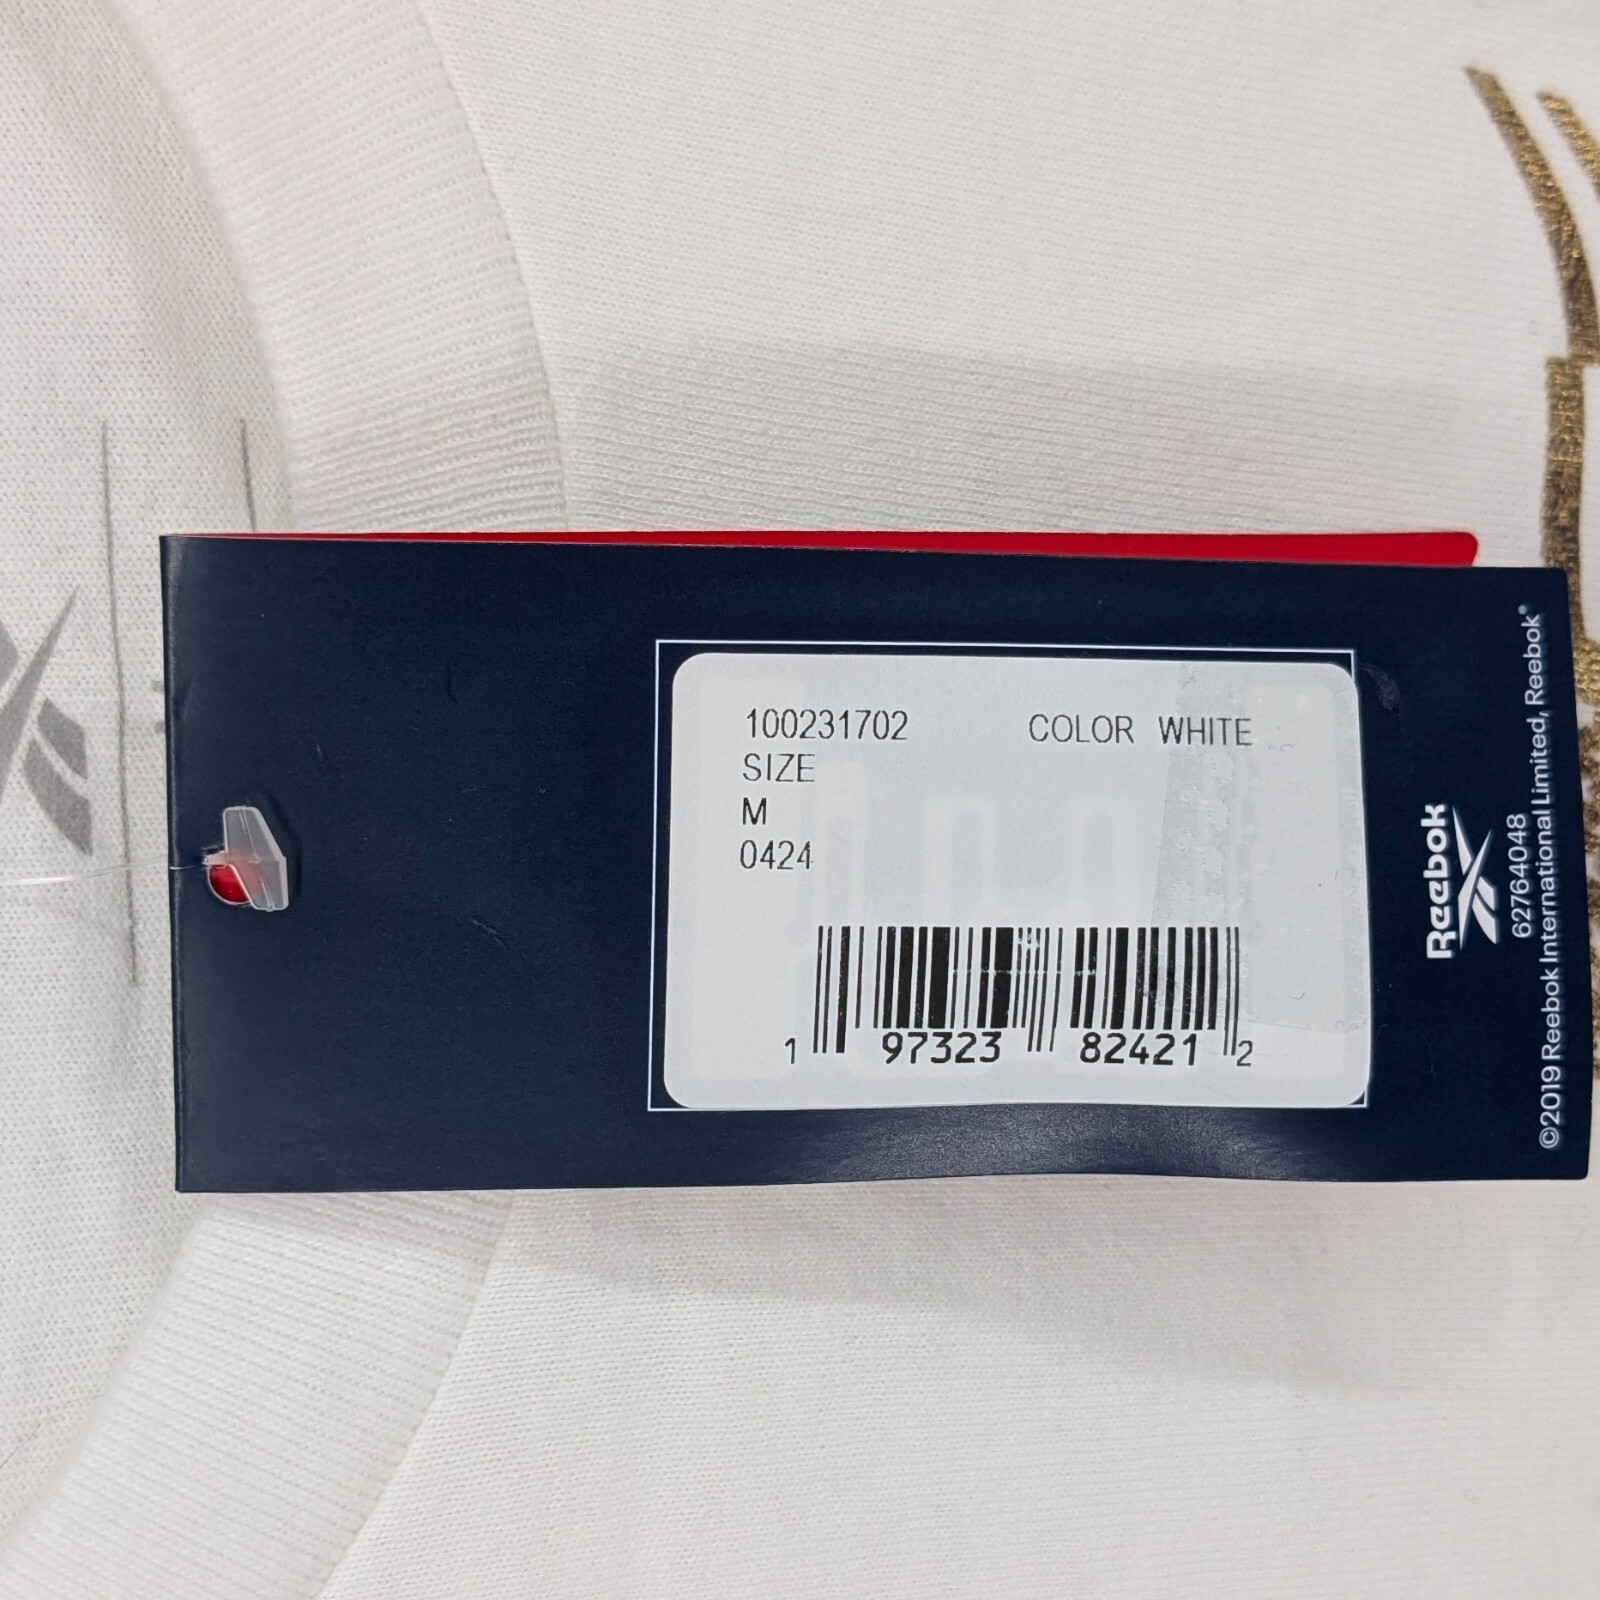 100231702 COLOR WHITE
SIZE
M
0424
1 97323 82421 2
Reebok
62764048
©2019 Reebok International Limited, Reebok®